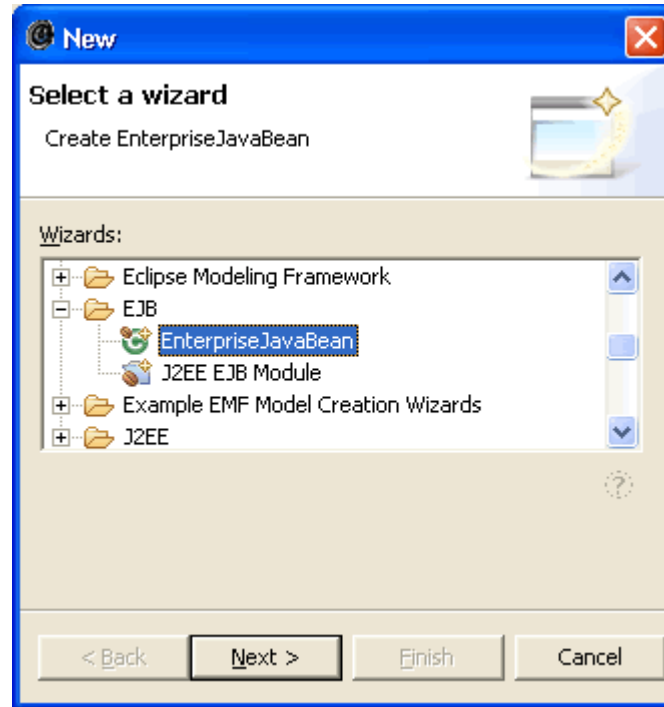 New
Select a wizard
Create EnterpriseJavaBean
Wizards:
Eclipse Modeling Framework
EJB
EnterpriseJavaBean
J2EE EJB Module
Example EMF Model Creation Wizards
J2EE
?
< Back Next > Finish Cancel